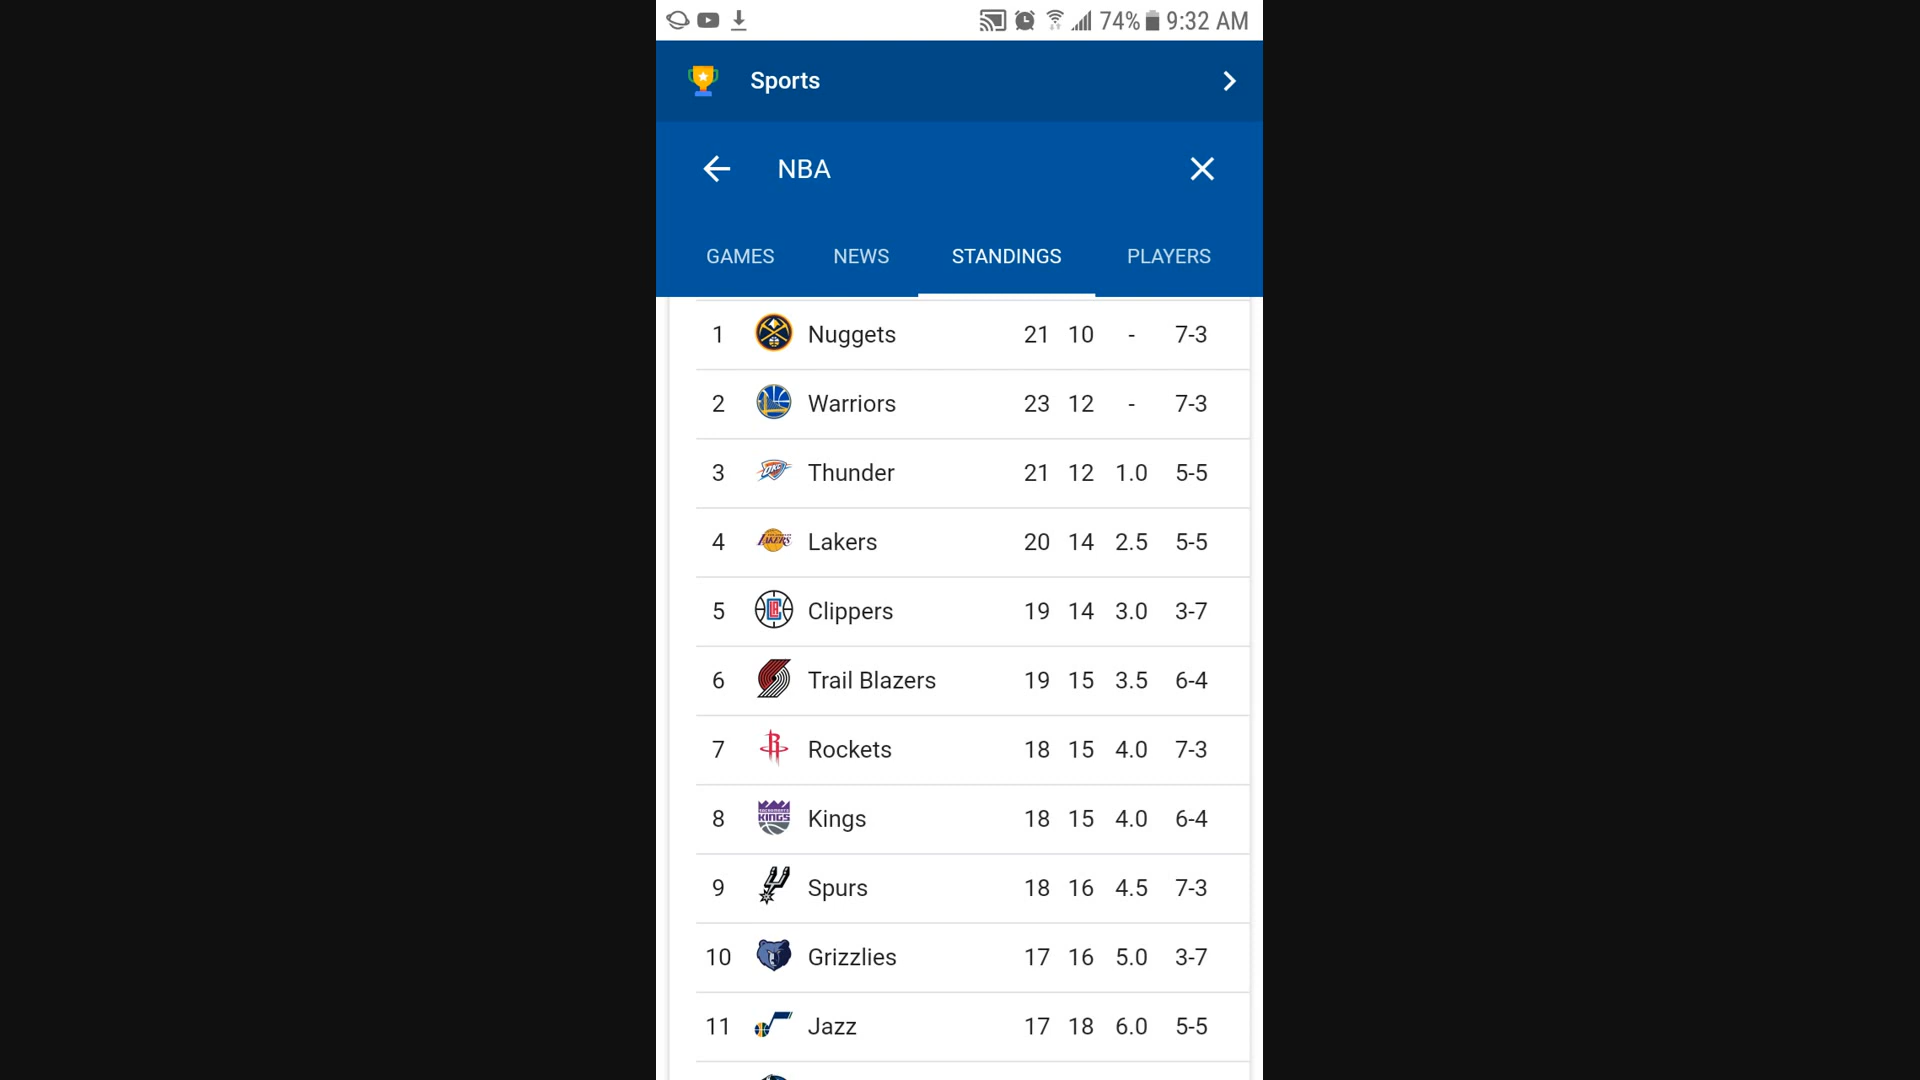 74% 9:32 AM
Sports
NBA
GAMES NEWS STANDINGS PLAYERS
1 Nuggets 21 10 - 7-3
2 Warriors 23 12 - 7-3
3 Thunder 21 12 1.0 5-5
4 Lakers 20 14 2.5 5-5
5 Clippers 19 14 3.0 3-7
6 Trail Blazers 19 15 3.5 6-4
7 Rockets 18 15 4.0 7-3
8 Kings 18 15 4.0 6-4
9 Spurs 18 16 4.5 7-3
10 Grizzlies 17 16 5.0 3-7
11 Jazz 17 18 6.0 5-5